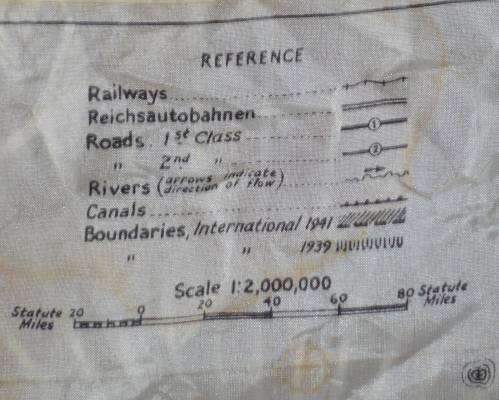 REFERENCE
Railways
Reichsautobahnen
Roads. 1st Class
" 2nd "
Rivers (arrows indicate direction of flow)
Canals
Boundaries, International 1941
" " 1939
Scale 1:2,000,000
Statute Miles 20 0 20 40 60 80 Statute Miles